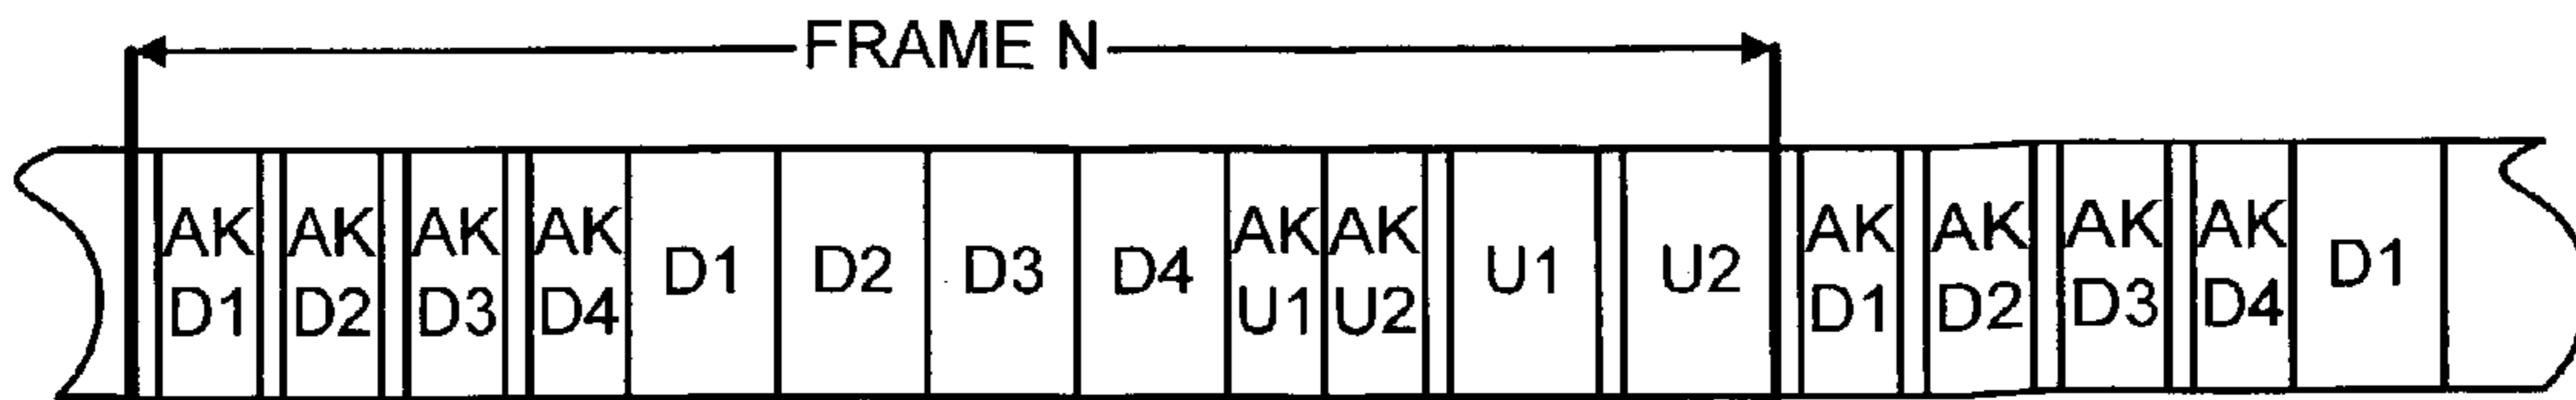 FRAME N
AK AK AK AK D1 D2 D3 D4 AK AK U1 U2 AK AK AK AK D1
D1 D2 D3 D4 U1 U2 D1 D2 D3 D4